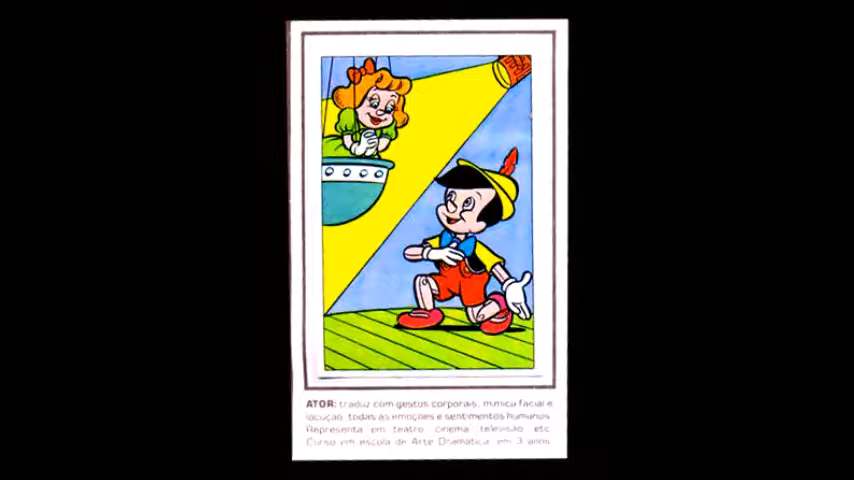 ATOR: traduz com gestos corporais, mímica facial e
locução, todas as emoções e sentimentos humanos
Representa em teatro cinema televisão etc
Curso em escola de Arte Dramática em 3 anos